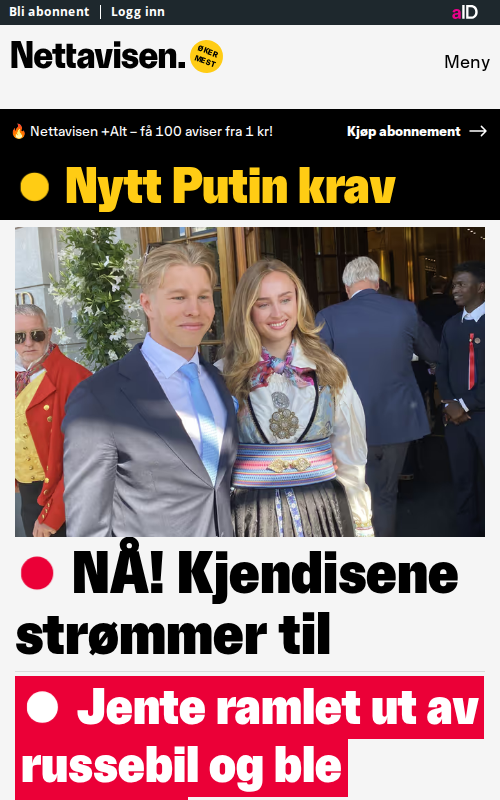 Bli abonnent | Logg inn
aID
Nettavisen.
ØKER
MEST
Meny
🔥 Nettavisen +Alt – få 100 aviser fra 1 kr!
Kjøp abonnement →
Nytt Putin krav
NÅ! Kjendisene
strømmer til
Jente ramlet ut av
russebil og ble